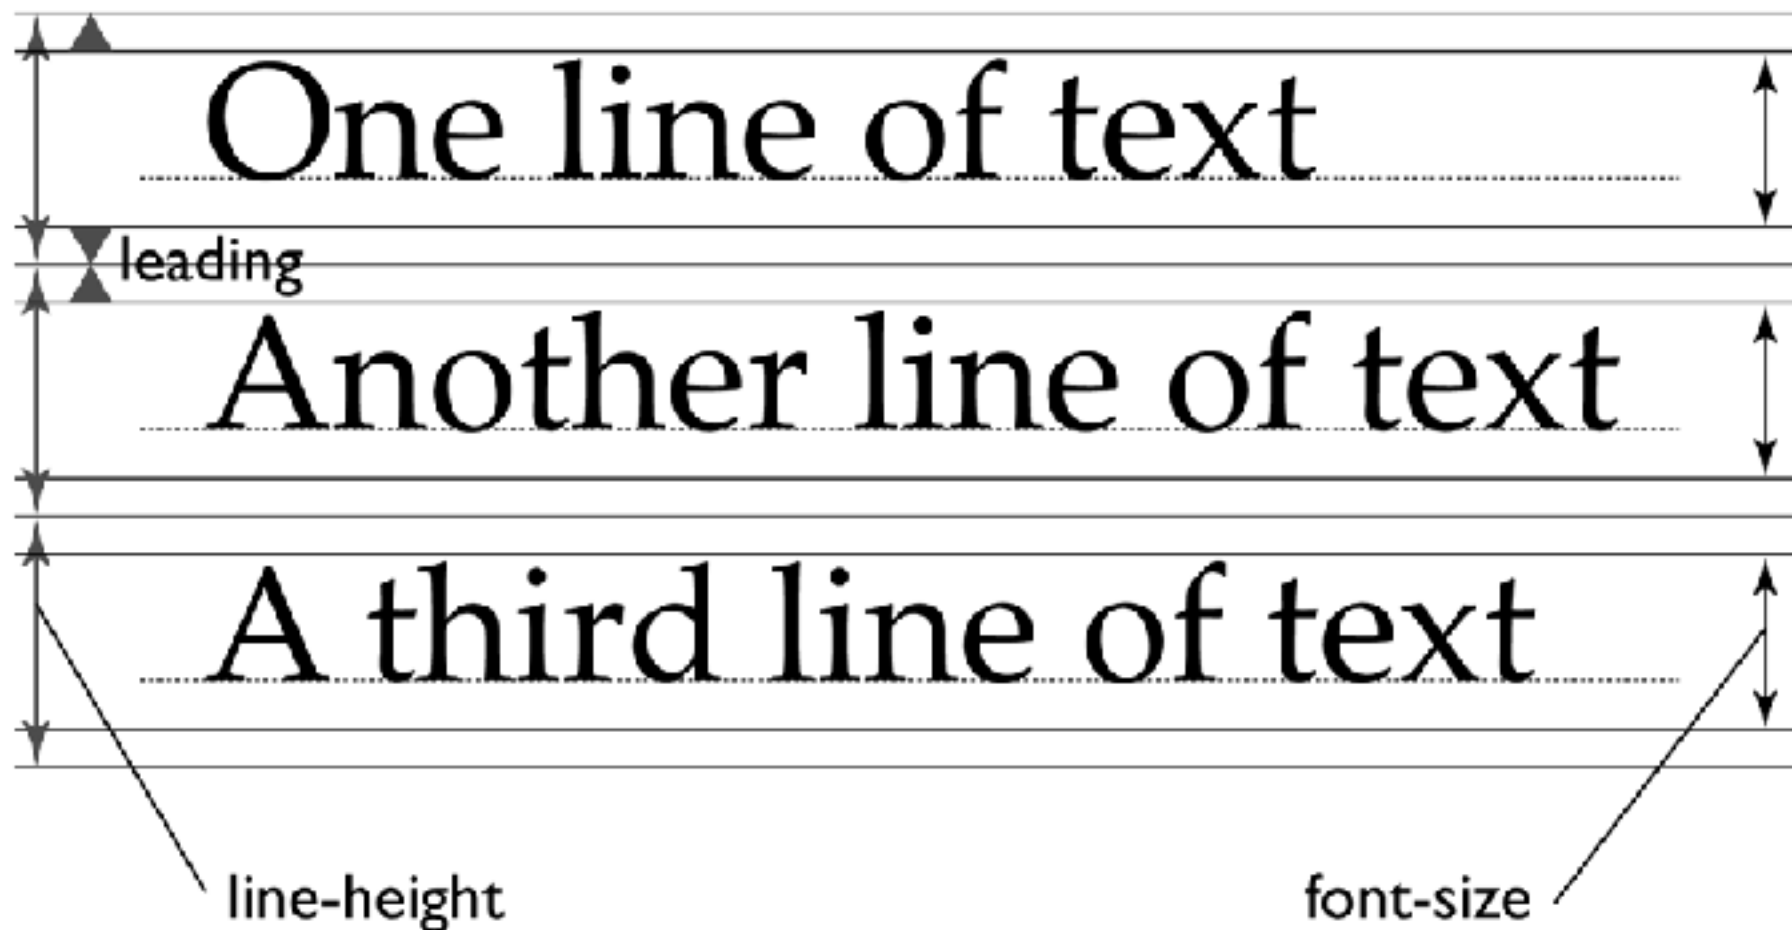 One line of text
leading
Another line of text
A third line of text
line-height
font-size